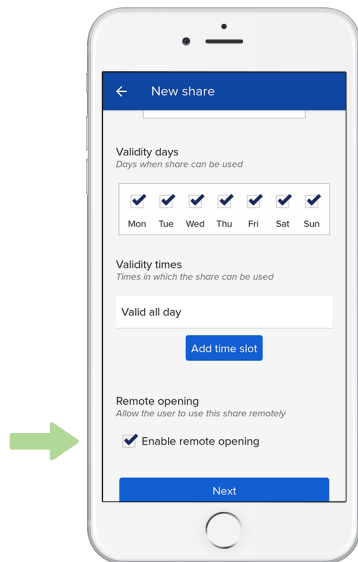 New share
Validity days
Days when share can be used
Mon Tue Wed Thu Fri Sat Sun
Validity times
Times in which the share can be used
Valid all day
Add time slot
Remote opening
Allow the user to use this share remotely
Enable remote opening
Next